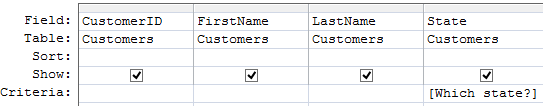 Field: CustomerID FirstName LastName State
Table: Customers Customers Customers Customers
Sort:
Show:
Criteria: [Which state?]